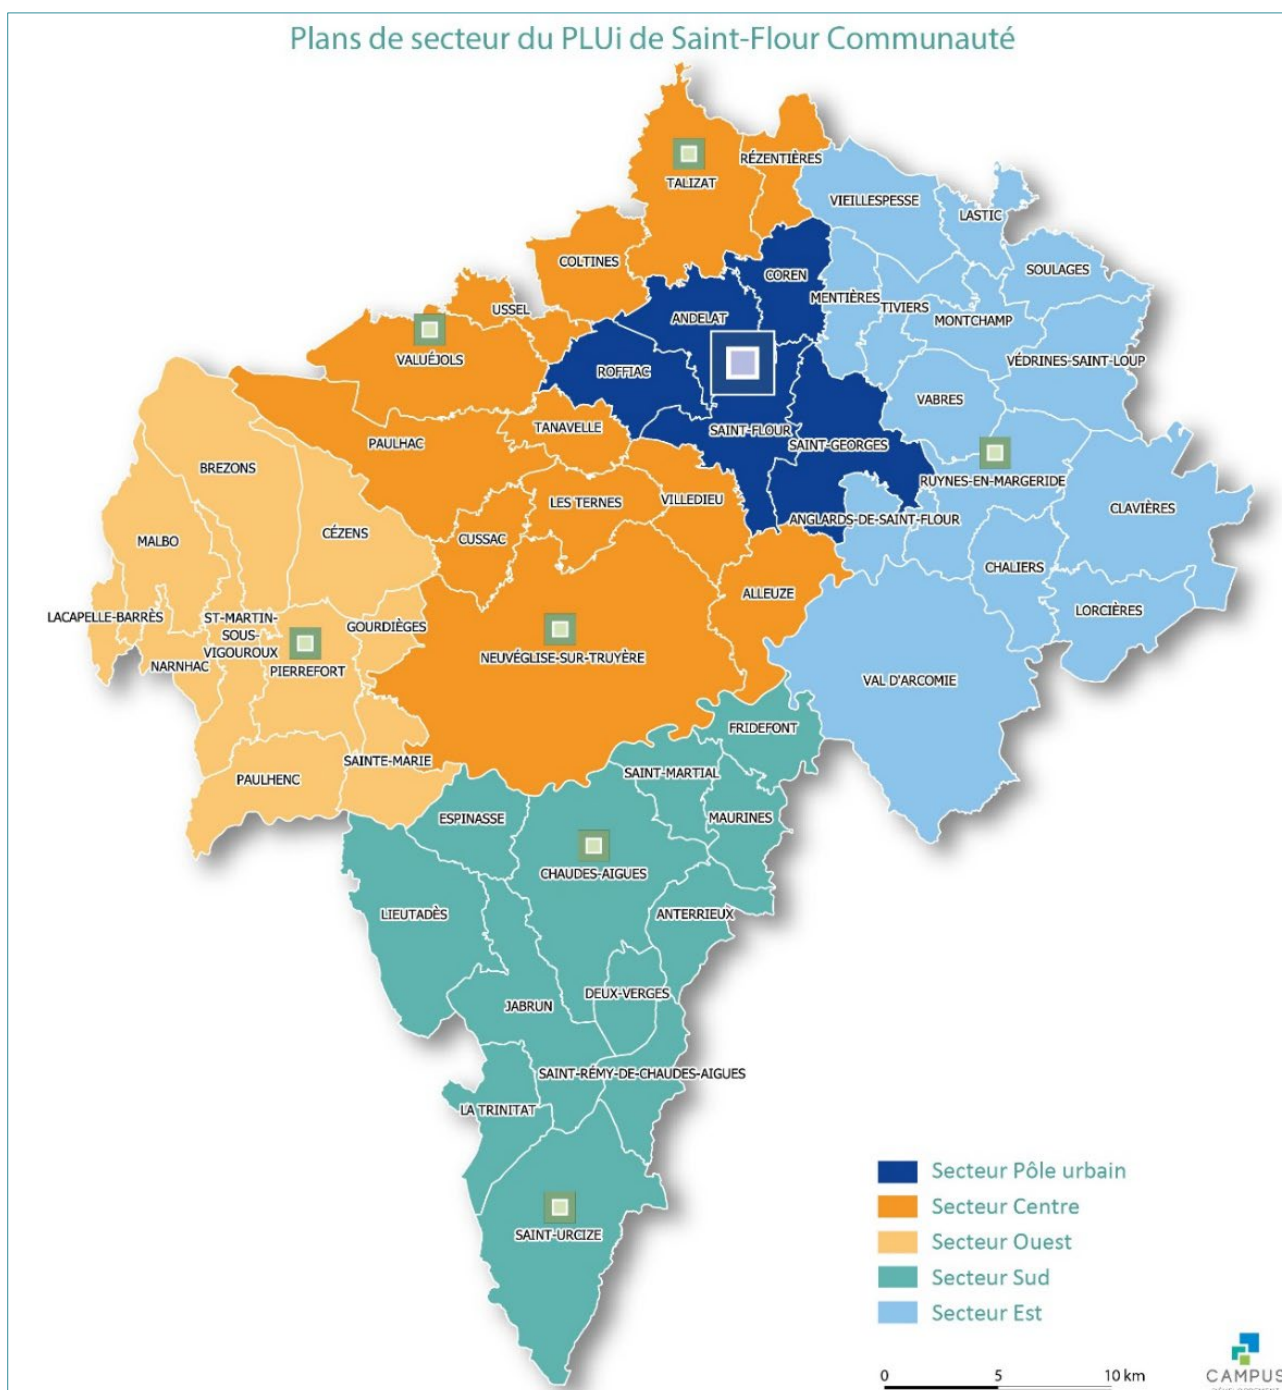 Plans de secteur du PLUi de Saint-Flour Communauté
RÉZENTIÈRES
TALIZAT
VIEILLESPESSE
LASTIC
COLTINES
COREN
SOULAGES
MENTIÈRES
TIVIERS
USSEL
ANDELAT
MONTCHAMP
VALUÉJOLS
VÉDRINES-SAINT-LOUP
ROFFIAC
VABRES
TANAVELLE
SAINT-FLOUR
PAULHAC
SAINT-GEORGES
BREZONS
RUYNES-EN-MARGERIDE
LES TERNES
VILLEDIEU
CLAVIÈRES
ANGLARDS-DE-SAINT-FLOUR
CÉZENS
CUSSAC
MALBO
CHALIERS
ALLEUZE
LORCIÈRES
LACAPELLE-BARRÈS
ST-MARTIN-
SOUS-
VIGOUROUX
GOURDIÈGES
NARNHAC
PIERREFORT
NEUVÉGLISE-SUR-TRUYÈRE
VAL D'ARCOMIE
FRIDEFONT
SAINTE-MARIE
SAINT-MARTIAL
PAULHENC
ESPINASSE
MAURINES
CHAUDES-AIGUES
LIEUTADÈS
ANTERRIEUX
DEUX-VERGES
JABRUN
SAINT-RÉMY-DE-CHAUDES-AIGUES
LA TRINITAT
SAINT-URCIZE
Secteur Pôle urbain
Secteur Centre
Secteur Ouest
Secteur Sud
Secteur Est
0 5 10 km
CAMPUS